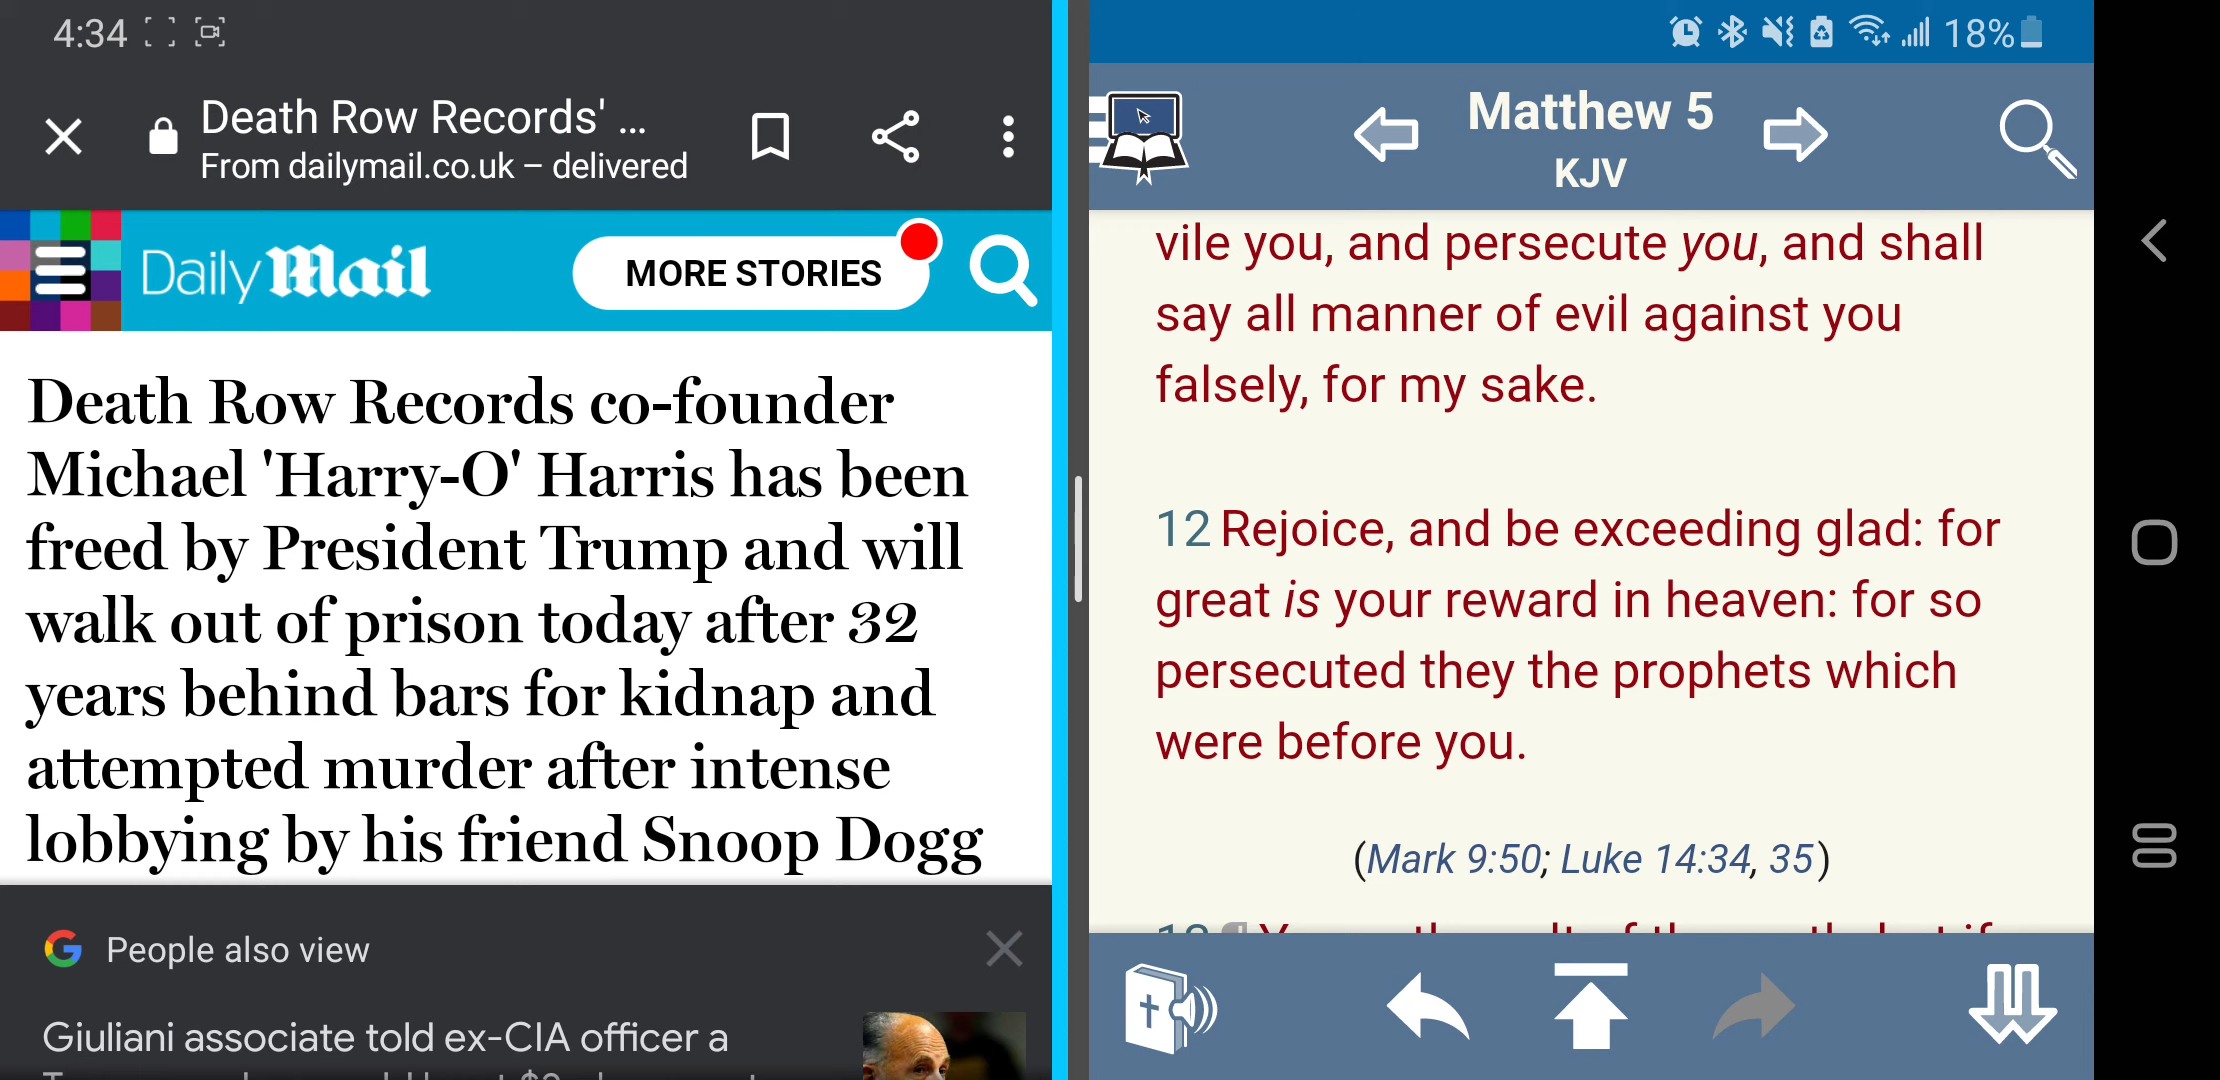 4:34
Death Row Records' ...
From dailymail.co.uk – delivered
Daily Mail
MORE STORIES
Death Row Records co-founder
Michael 'Harry-O' Harris has been
freed by President Trump and will
walk out of prison today after 32
years behind bars for kidnap and
attempted murder after intense
lobbying by his friend Snoop Dogg
People also view
Giuliani associate told ex-CIA officer a
18%
Matthew 5
KJV
vile you, and persecute you, and shall
say all manner of evil against you
falsely, for my sake.
12 Rejoice, and be exceeding glad: for
great is your reward in heaven: for so
persecuted they the prophets which
were before you.
(Mark 9:50; Luke 14:34, 35)